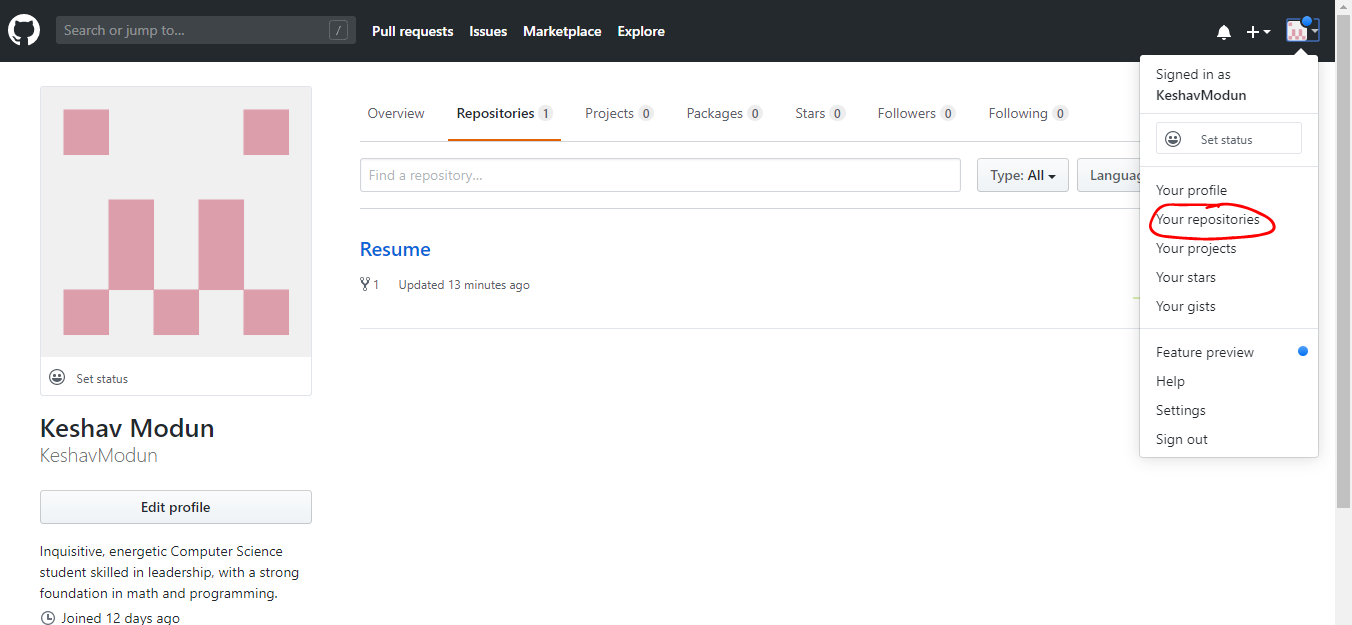 Search or jump to... /
Pull requests
Issues
Marketplace
Explore
Signed in as
KeshavModun
Set status
Your profile
Your repositories
Your projects
Your stars
Your gists
Feature preview
Help
Settings
Sign out
Overview
Repositories 1
Projects 0
Packages 0
Stars 0
Followers 0
Following 0
Find a repository...
Type: All
Languag
Resume
1 Updated 13 minutes ago
Set status
Keshav Modun
KeshavModun
Edit profile
Inquisitive, energetic Computer Science
student skilled in leadership, with a strong
foundation in math and programming.
Joined 12 days ago